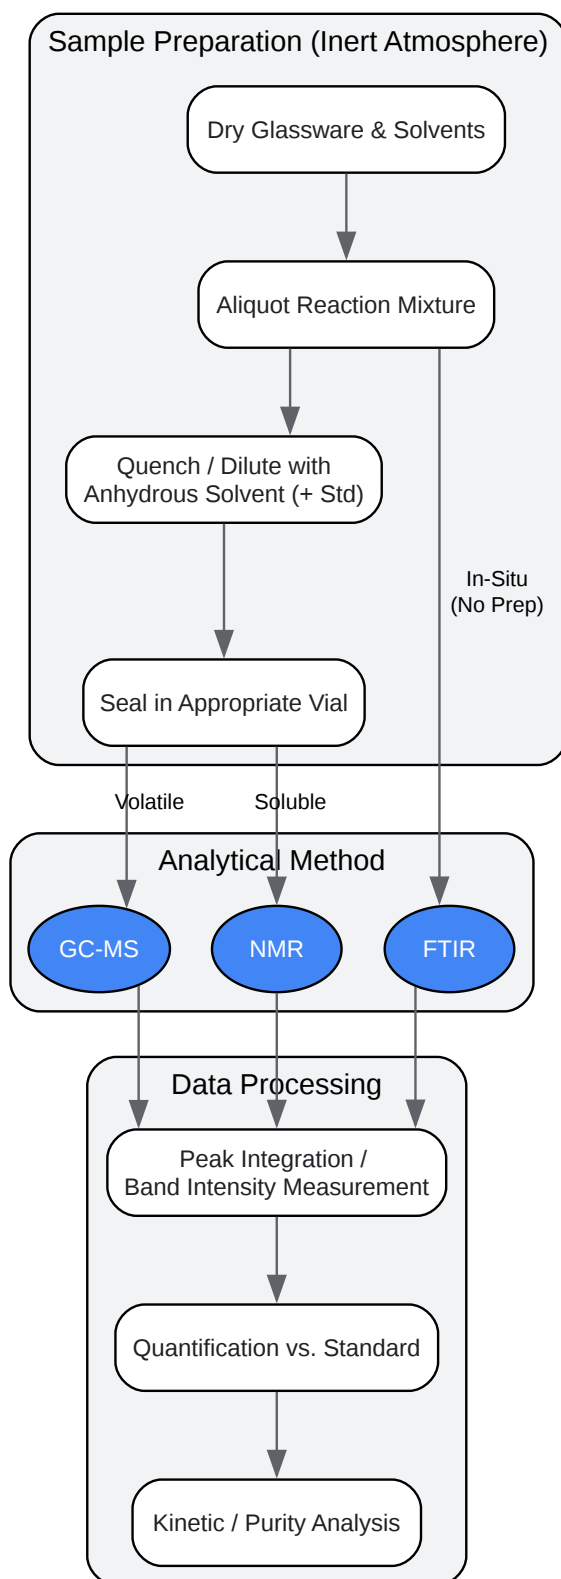 Sample Preparation (Inert Atmosphere)
Dry Glassware & Solvents
Aliquot Reaction Mixture
Quench / Dilute with
Anhydrous Solvent (+ Std)
In-Situ
(No Prep)
Seal in Appropriate Vial
Volatile
Soluble
Analytical Method
GC-MS
NMR
FTIR
Data Processing
Peak Integration /
Band Intensity Measurement
Quantification vs. Standard
Kinetic / Purity Analysis